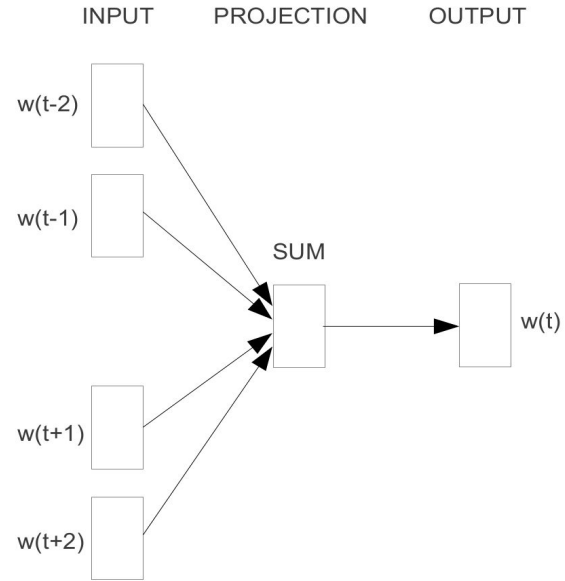 INPUT PROJECTION OUTPUT
w(t-2)
w(t-1)
SUM
w(t)
w(t+1)
w(t+2)